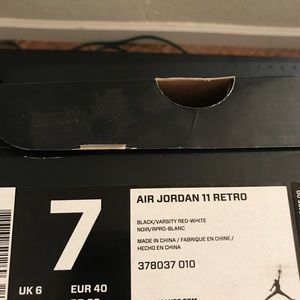 AIR JORDAN 11 RETRO
7
BLACK/VARSITY RED-WHITE
NOIR/RPRO-BLANC
MADE IN CHINA / FABRIQUE EN CHINE /
HECHO EN CHINA
378037 010
UK 6
EUR 40